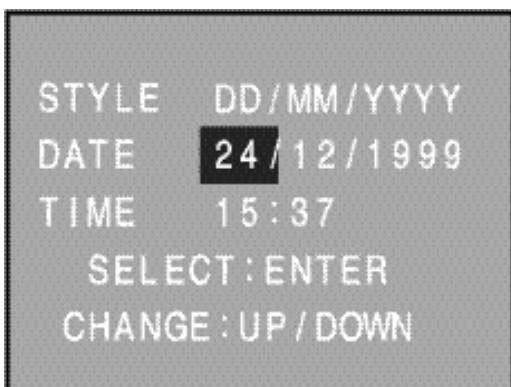 STYLE DD/MM/YYYY
DATE 24/12/1999
TIME 15:37
SELECT:ENTER
CHANGE:UP/DOWN